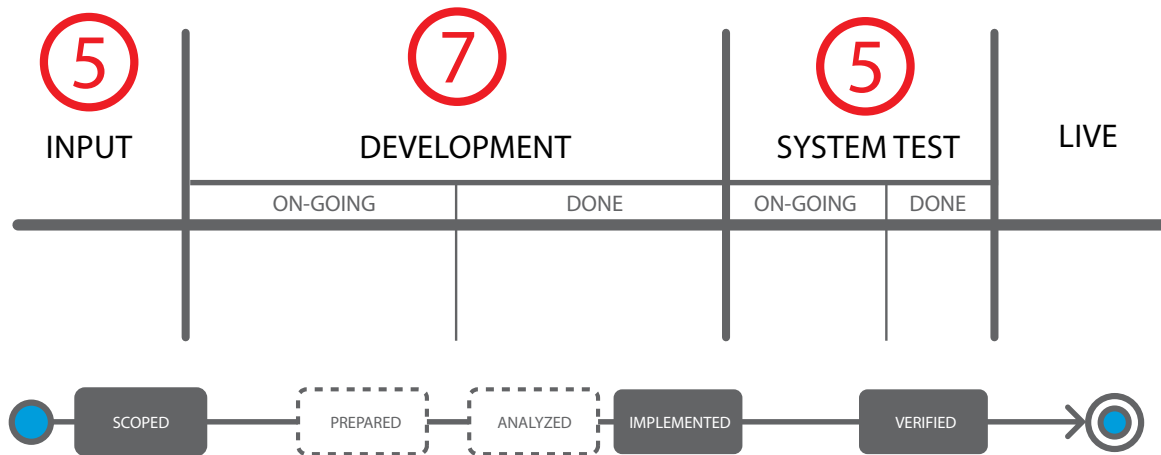 5
7
5
INPUT
DEVELOPMENT
SYSTEM TEST
LIVE
ON-GOING
DONE
ON-GOING
DONE
SCOPED
PREPARED
ANALYZED
IMPLEMENTED
VERIFIED